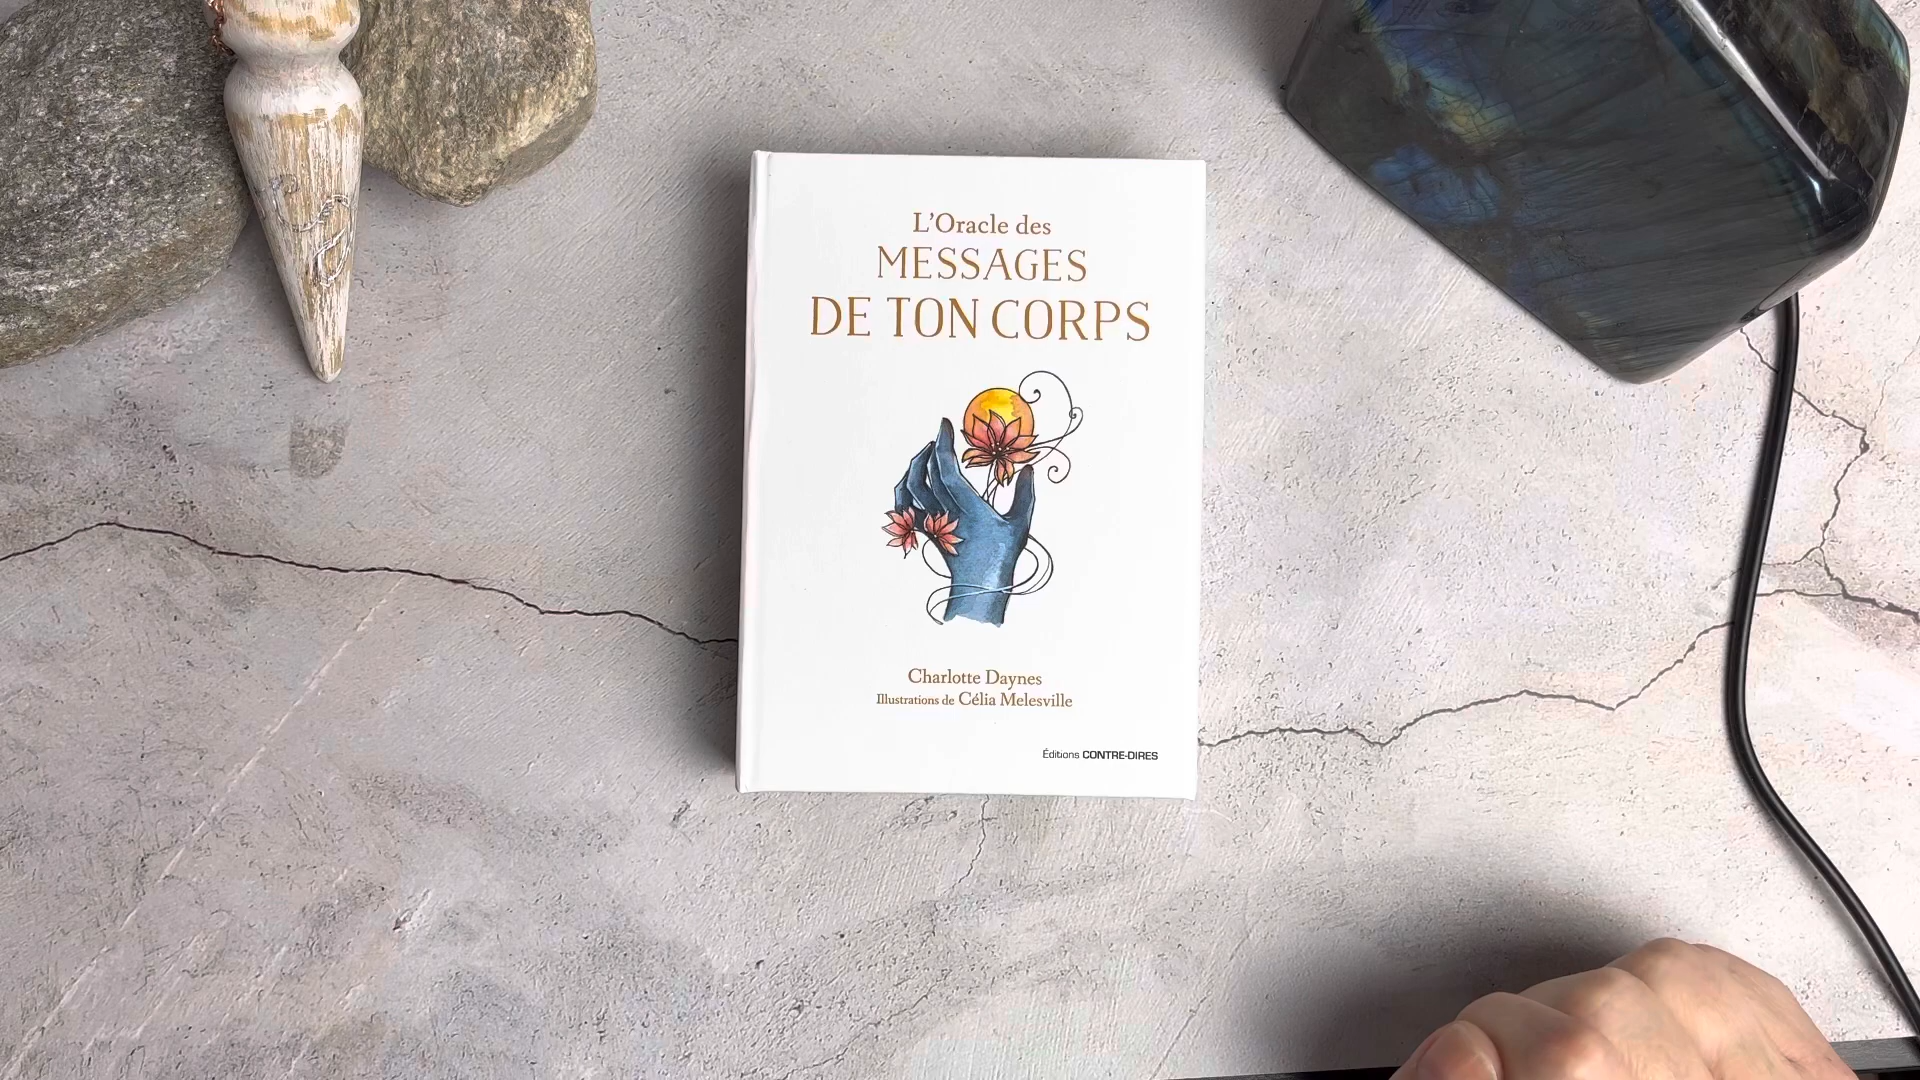 L'Oracle des
MESSAGES
DE TON CORPS
Charlotte Daynes
Illustrations de Célia Melesville
Éditions CONTRE-DIRES